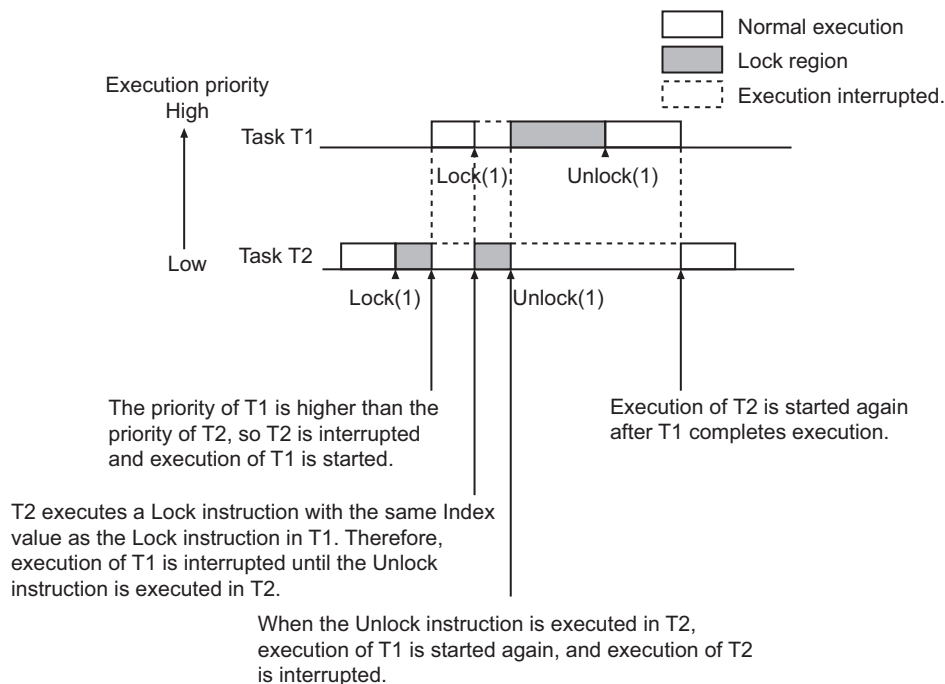 Normal execution
Lock region
Execution interrupted.
Execution priority
High
Task T1
Lock(1)
Unlock(1)
Low
Task T2
Lock(1)
Unlock(1)
The priority of T1 is higher than the
priority of T2, so T2 is interrupted
and execution of T1 is started.
Execution of T2 is started again
after T1 completes execution.
T2 executes a Lock instruction with the same Index
value as the Lock instruction in T1. Therefore,
execution of T1 is interrupted until the Unlock
instruction is executed in T2.
When the Unlock instruction is executed in T2,
execution of T1 is started again, and execution of T2
is interrupted.